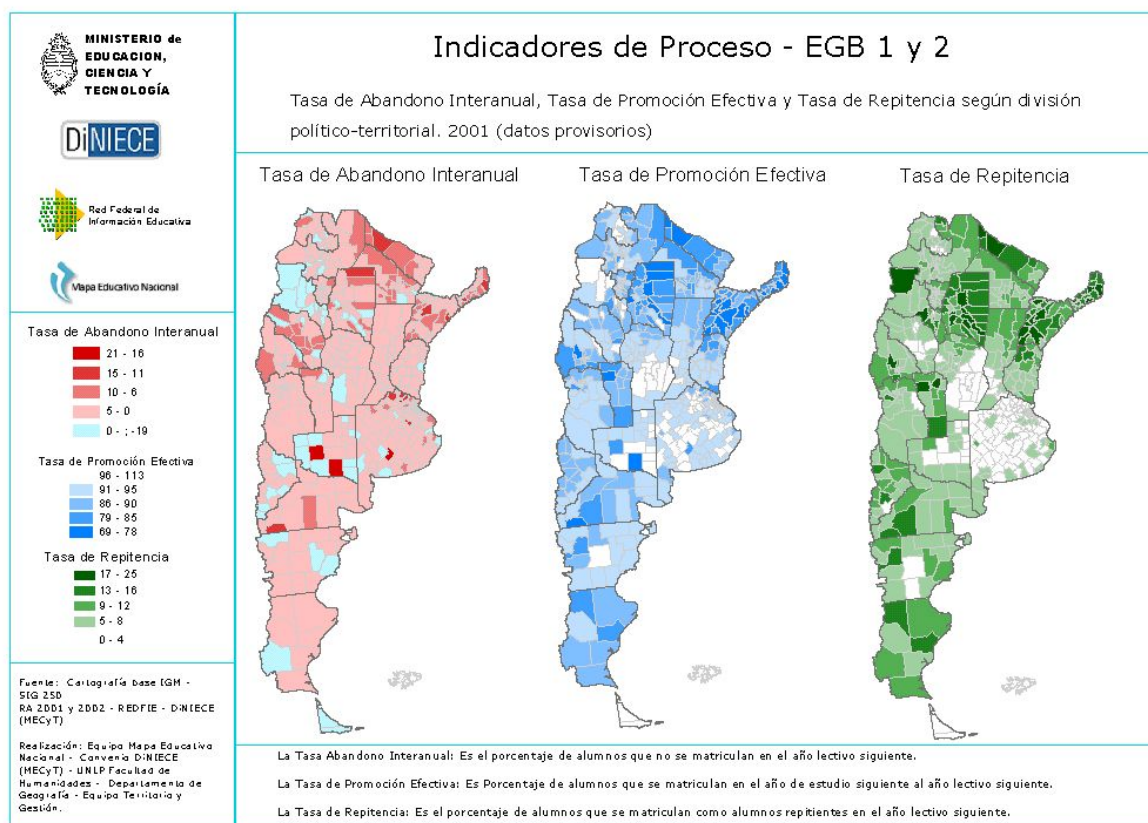 MINISTERIO de
EDUCACION,
CIENCIA Y
TECNOLOGÍA
DiNIECE
Red Federal de
Información Educativa
Mapa Educativo Nacional
Indicadores de Proceso - EGB 1 y 2
Tasa de Abandono Interanual, Tasa de Promoción Efectiva y Tasa de Repitencia según división
político-territorial. 2001 (datos provisorios)
Tasa de Abandono Interanual
Tasa de Promoción Efectiva
Tasa de Repitencia
Tasa de Abandono Interanual
21 - 16
15 - 11
10 - 6
5 - 0
0 - ; -19
Tasa de Promoción Efectiva
96 - 113
91 - 95
86 - 90
79 - 85
69 - 78
Tasa de Repitencia
17 - 25
13 - 16
9 - 12
5 - 8
0 - 4
Fuente: Cartografía base IGM -
SIG 250
RA 2001 y 2002 - REDFIE - DiNIECE
(MECyT)
Realización: Equipo Mapa Educativo
Nacional - Convenio DiNIECE
(MECyT) - UNLP Facultad de
Humanidades - Departamento de
Geografía - Equipo Territorio y
Gestión.
La Tasa Abandono Interanual: Es el porcentaje de alumnos que no se matriculan en el año lectivo siguiente.
La Tasa de Promoción Efectiva: Es Porcentaje de alumnos que se matriculan en el año de estudio siguiente al año lectivo siguiente.
La Tasa de Repitencia: Es el porcentaje de alumnos que se matriculan como alumnos repitientes en el año lectivo siguiente.